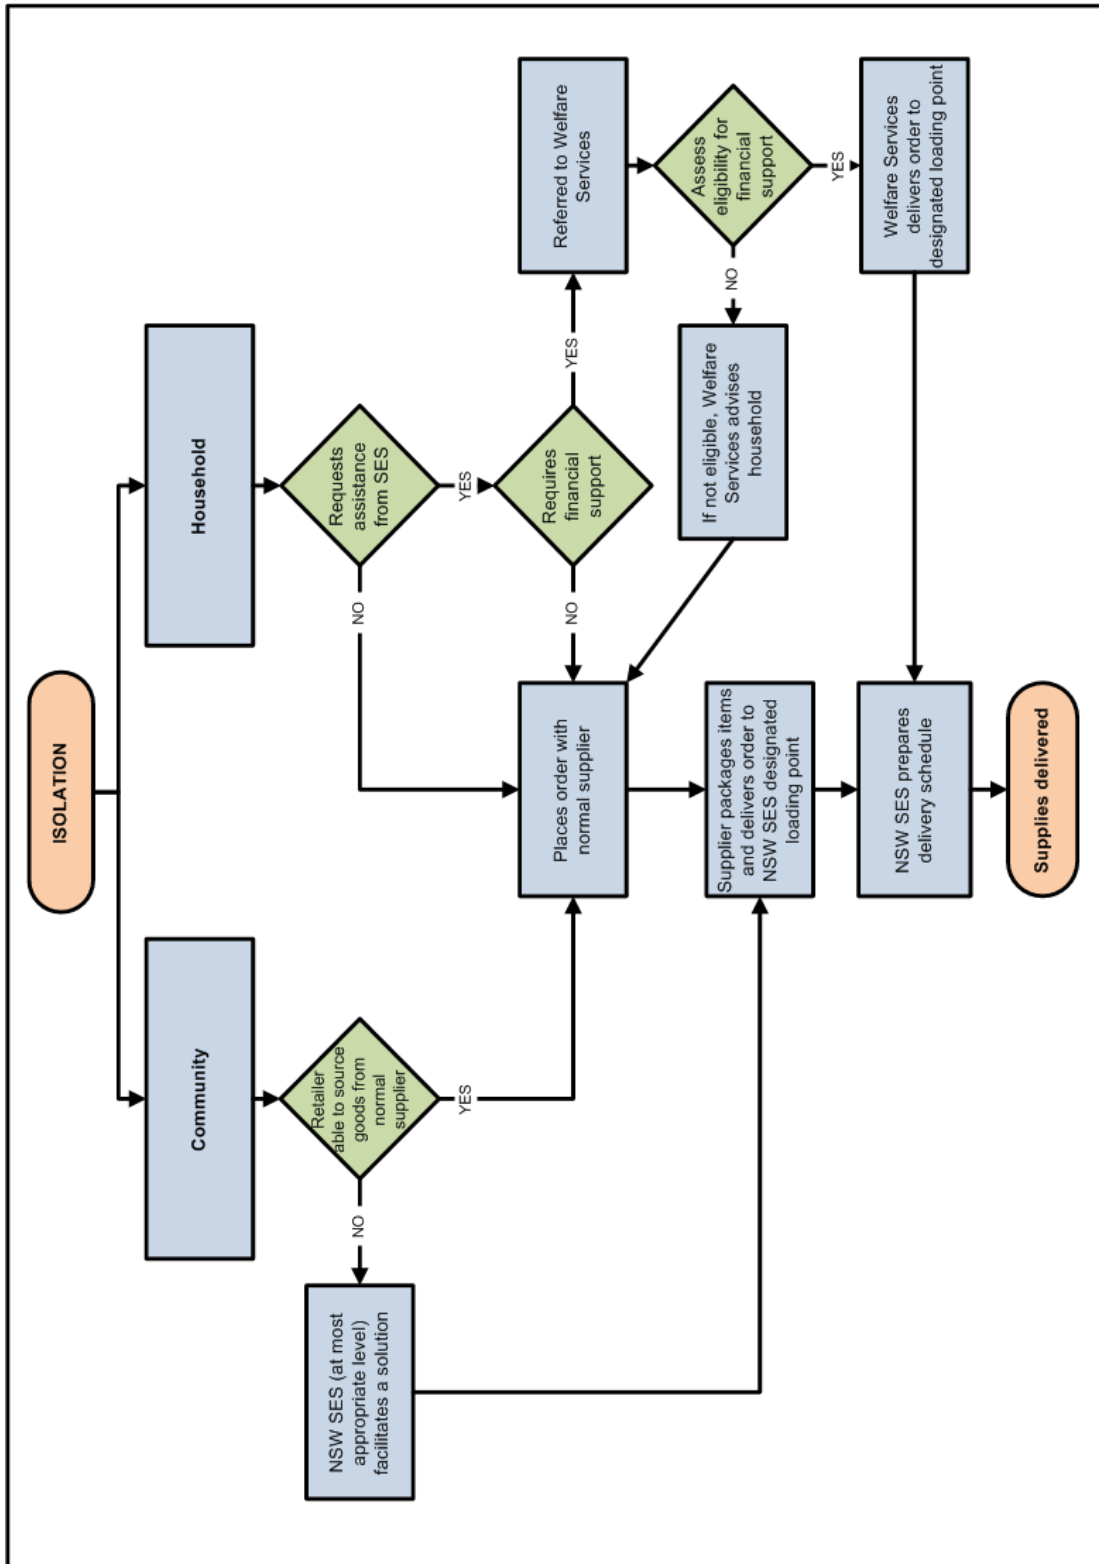 ISOLATION
Community
Household
Retailer
able to source
goods from
normal
supplier
Requests
assistance
from SES
NO
YES
NO
YES
NSW SES (at most
appropriate level)
facilitates a solution
Requires
financial
support
NO
YES
Places order with
normal supplier
Referred to Welfare
Services
Assess
eligibility for
financial
support
NO
YES
If not eligible, Welfare
Services advises
household
Supplier packages items
and delivers order to
NSW SES designated
loading point
Welfare Services
delivers order to
designated loading point
NSW SES prepares
delivery schedule
Supplies delivered